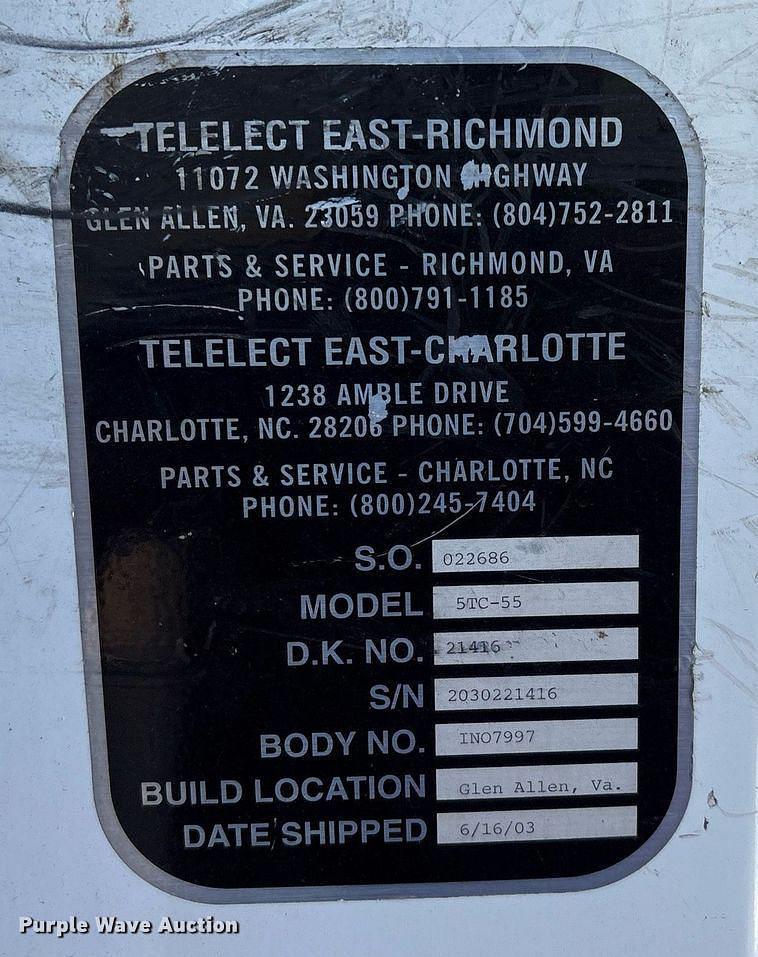 TELELECT EAST-RICHMOND
11072 WASHINGTON HIGHWAY
GLEN ALLEN, VA. 23059 PHONE: (804)752-2811
PARTS & SERVICE - RICHMOND, VA
PHONE: (800)791-1185
TELELECT EAST-CHARLOTTE
1238 AMBLE DRIVE
CHARLOTTE, NC. 28206 PHONE: (704)599-4660
PARTS & SERVICE - CHARLOTTE, NC
PHONE: (800)245-7404
S.O. 022686
MODEL 5TC-55
D.K. NO. 21416
S/N 2030221416
BODY NO. INO7997
BUILD LOCATION Glen Allen, Va.
DATE SHIPPED 6/16/03
Purple Wave Auction